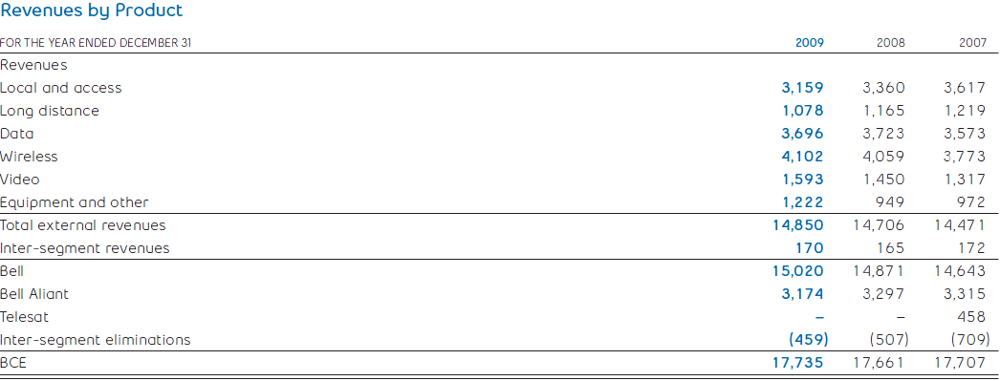 Revenues by Product
FOR THE YEAR ENDED DECEMBER 31 2009 2008 2007
Revenues
Local and access 3,159 3,360 3,617
Long distance 1,078 1,165 1,219
Data 3,696 3,723 3,573
Wireless 4,102 4,059 3,773
Video 1,593 1,450 1,317
Equipment and other 1,222 949 972
Total external revenues 14,850 14,706 14,471
Inter-segment revenues 170 165 172
Bell 15,020 14,871 14,643
Bell Aliant 3,174 3,297 3,315
Telesat – – 458
Inter-segment eliminations (459) (507) (709)
BCE 17,735 17,661 17,707